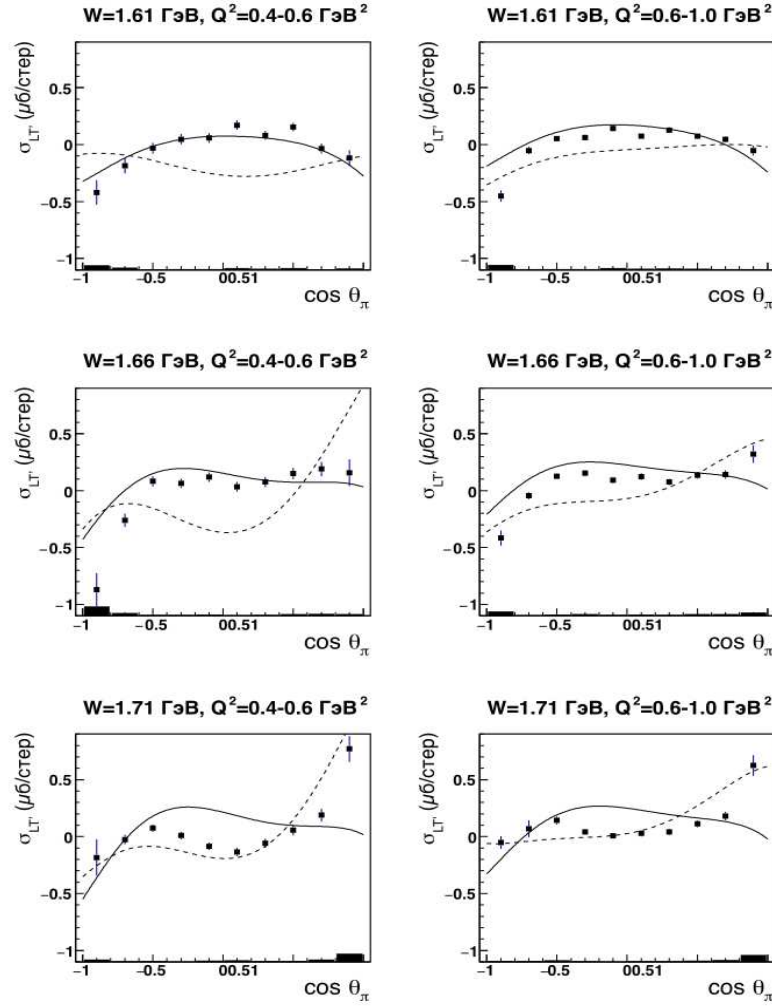 W=1.61 ГэВ, Q²=0.4-0.6 ГэВ²
σLT' (μб/стер)
0.5
0
−0.5
−1
−1 −0.5 00.51
cos θπ
W=1.61 ГэВ, Q²=0.6-1.0 ГэВ²
σLT' (μб/стер)
0.5
0
−0.5
−1
−1 −0.5 00.51
cos θπ
W=1.66 ГэВ, Q²=0.4-0.6 ГэВ²
σLT' (μб/стер)
0.5
0
−0.5
−1
−1 −0.5 00.51
cos θπ
W=1.66 ГэВ, Q²=0.6-1.0 ГэВ²
σLT' (μб/стер)
0.5
0
−0.5
−1
−1 −0.5 00.51
cos θπ
W=1.71 ГэВ, Q²=0.4-0.6 ГэВ²
σLT' (μб/стер)
0.5
0
−0.5
−1
−1 −0.5 00.51
cos θπ
W=1.71 ГэВ, Q²=0.6-1.0 ГэВ²
σLT' (μб/стер)
0.5
0
−0.5
−1
−1 −0.5 00.51
cos θπ